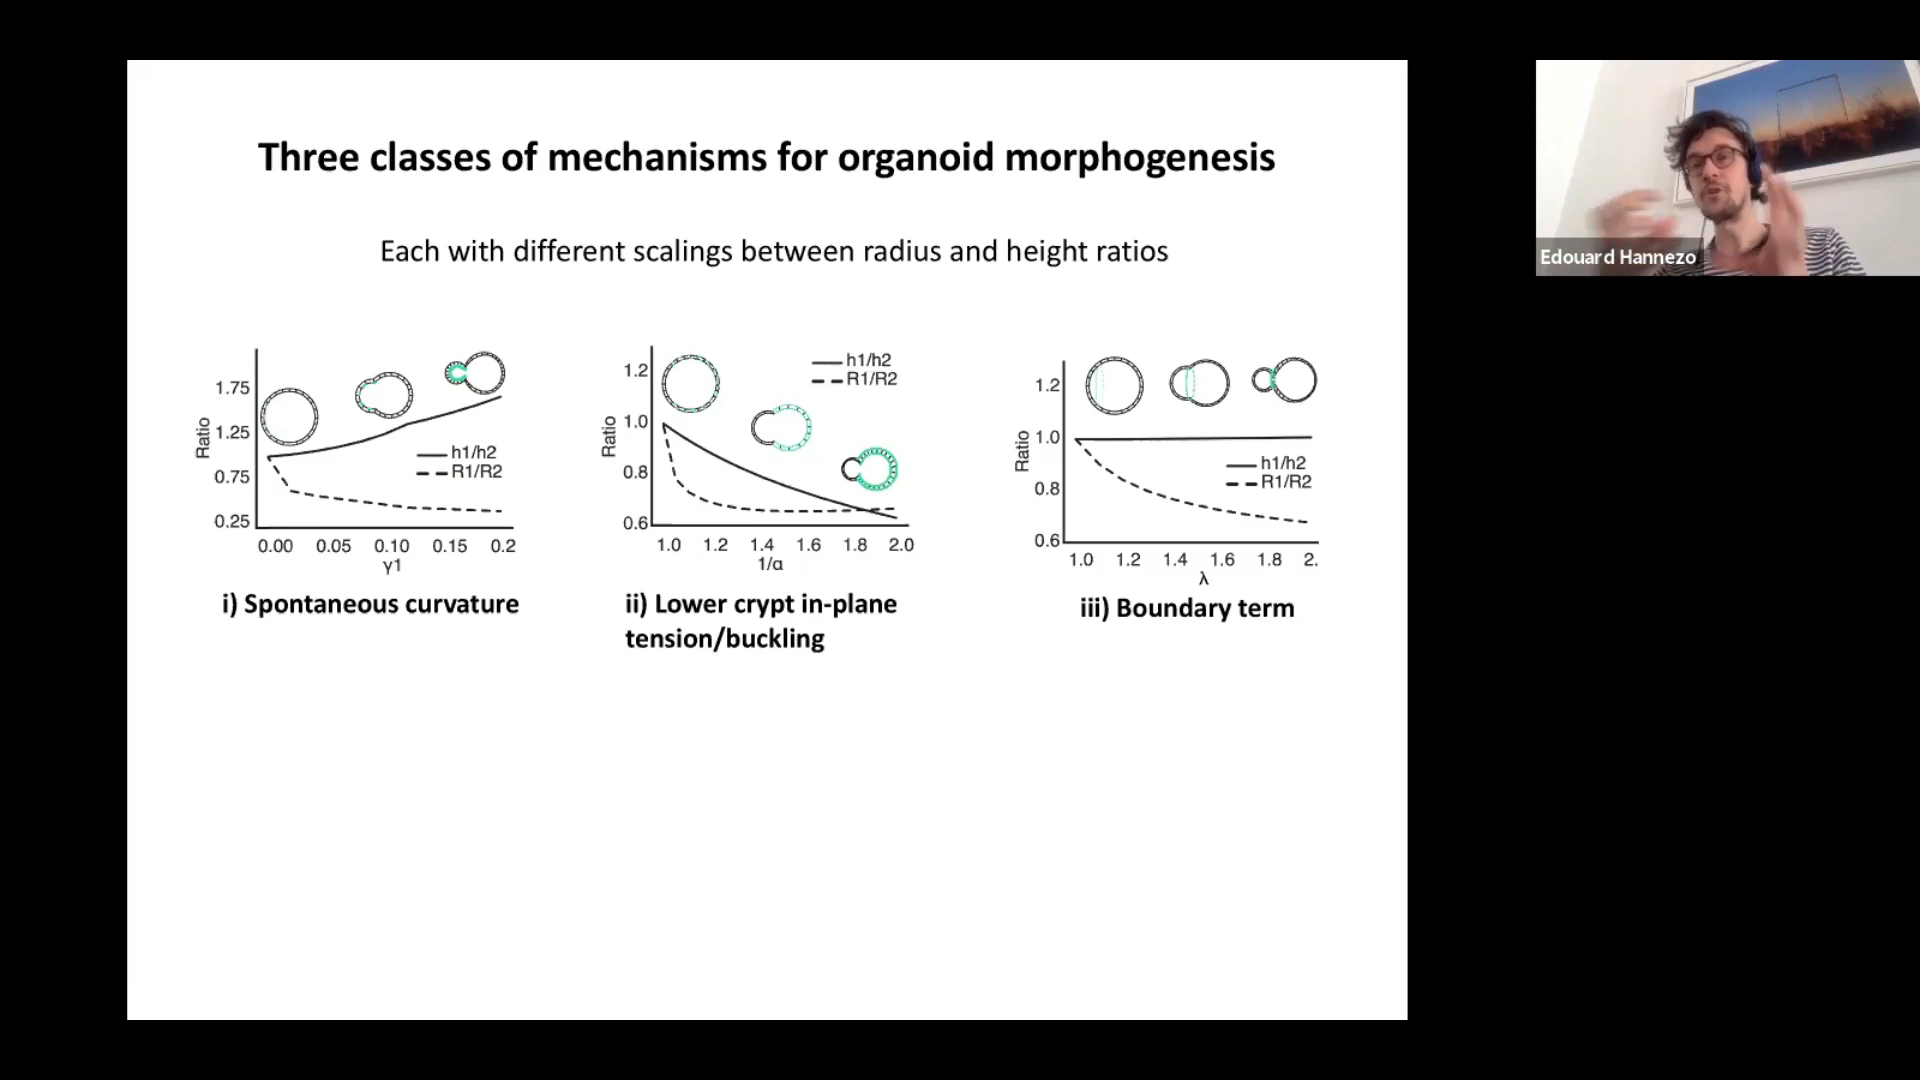 Three classes of mechanisms for organoid morphogenesis
Each with different scalings between radius and height ratios
Edouard Hannezo
Ratio
1.75
1.25
0.75
0.25
h1/h2
R1/R2
0.00 0.05 0.10 0.15 0.2
γ1
i) Spontaneous curvature
Ratio
1.2
1.0
0.8
0.6
h1/h2
R1/R2
1.0 1.2 1.4 1.6 1.8 2.0
1/α
ii) Lower crypt in-plane
tension/buckling
Ratio
1.2
1.0
0.8
0.6
h1/h2
R1/R2
1.0 1.2 1.4 1.6 1.8 2.
λ
iii) Boundary term